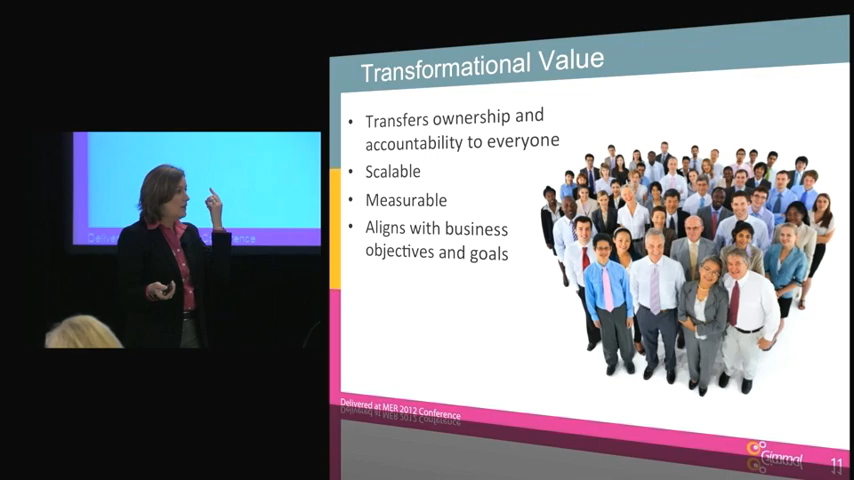 Transformational Value
• Transfers ownership and
accountability to everyone
• Scalable
• Measurable
• Aligns with business
objectives and goals
Delivered at MER 2012 Conference
Gimmal
11
Conference